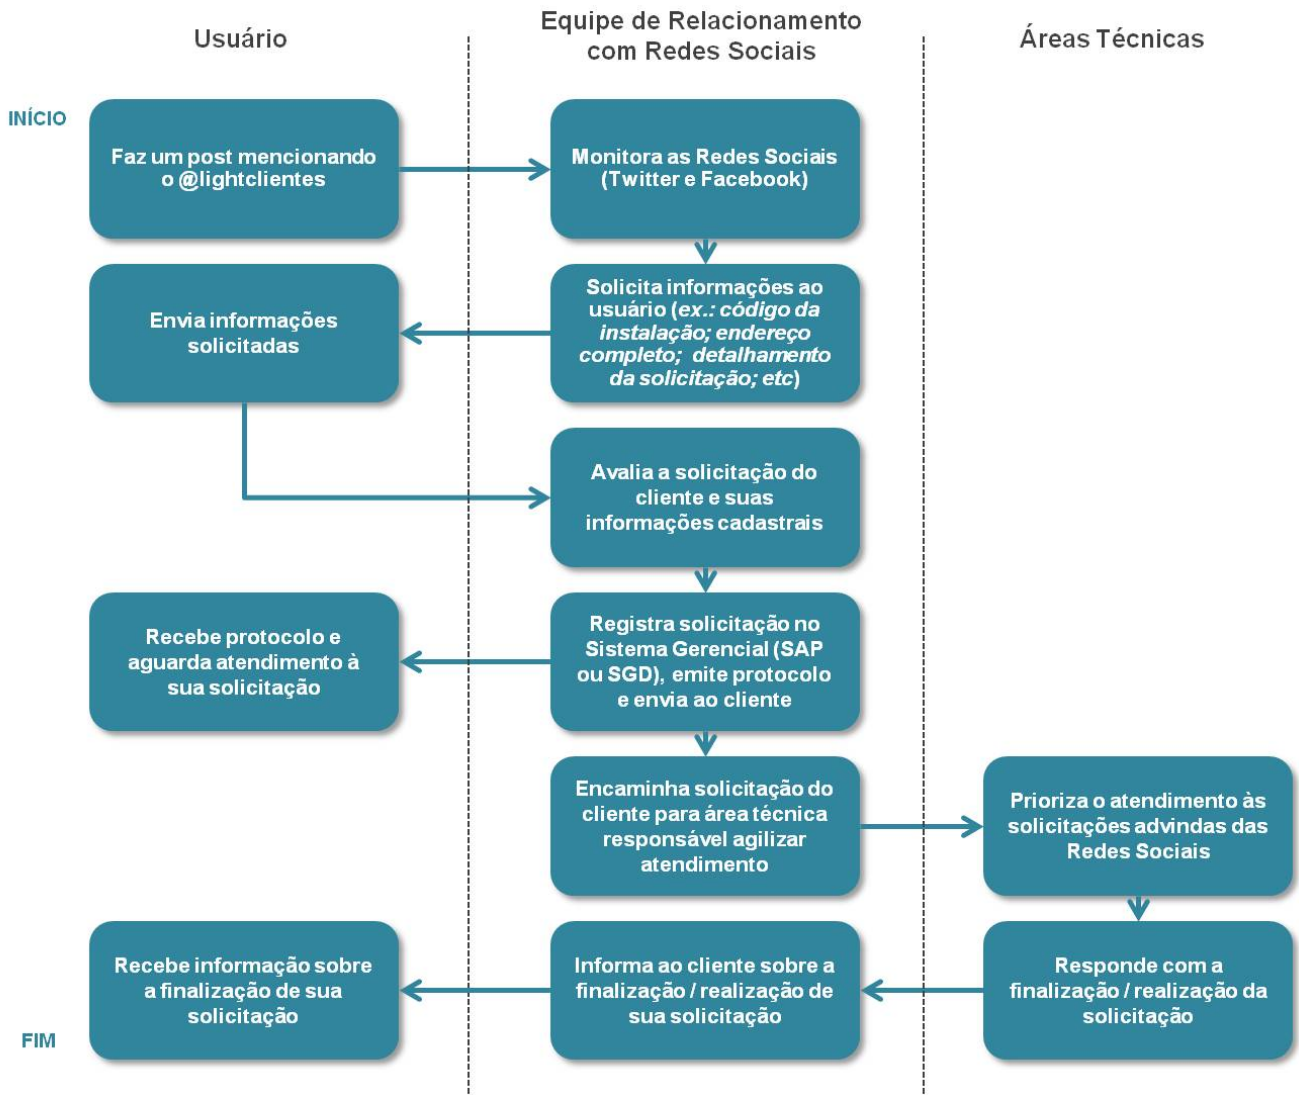 Usuário
Equipe de Relacionamento
com Redes Sociais
Áreas Técnicas
INÍCIO
Faz um post mencionando
o @lightclientes
Monitora as Redes Sociais
(Twitter e Facebook)
Solicita informações ao
usuário (ex.: código da
instalação; endereço
completo; detalhamento
da solicitação; etc)
Envia informações
solicitadas
Avalia a solicitação do
cliente e suas
informações cadastrais
Registra solicitação no
Sistema Gerencial (SAP
ou SGD), emite protocolo
e envia ao cliente
Recebe protocolo e
aguarda atendimento à
sua solicitação
Encaminha solicitação do
cliente para área técnica
responsável agilizar
atendimento
Prioriza o atendimento às
solicitações advindas das
Redes Sociais
Responde com a
finalização / realização da
solicitação
Informa ao cliente sobre a
finalização / realização de
sua solicitação
Recebe informação sobre
a finalização de sua
solicitação
FIM